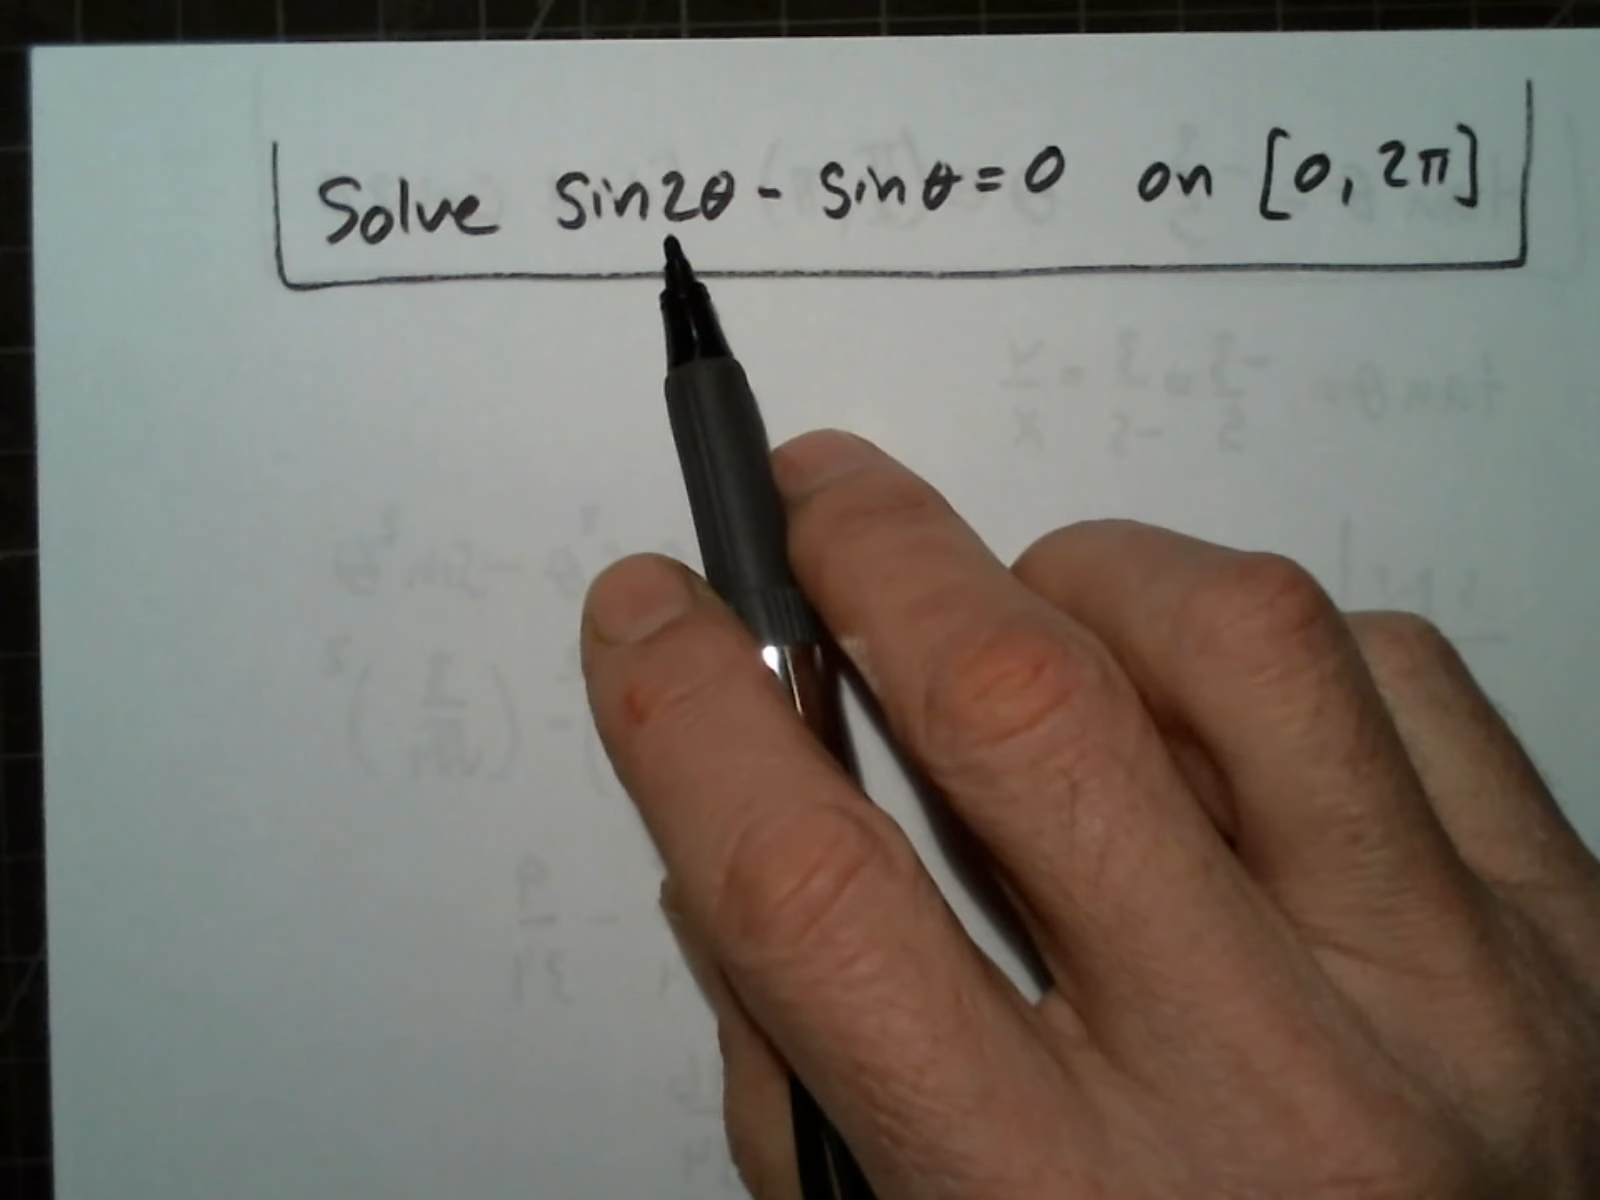 Solve sin2θ - sinθ = 0 on [0, 2π]